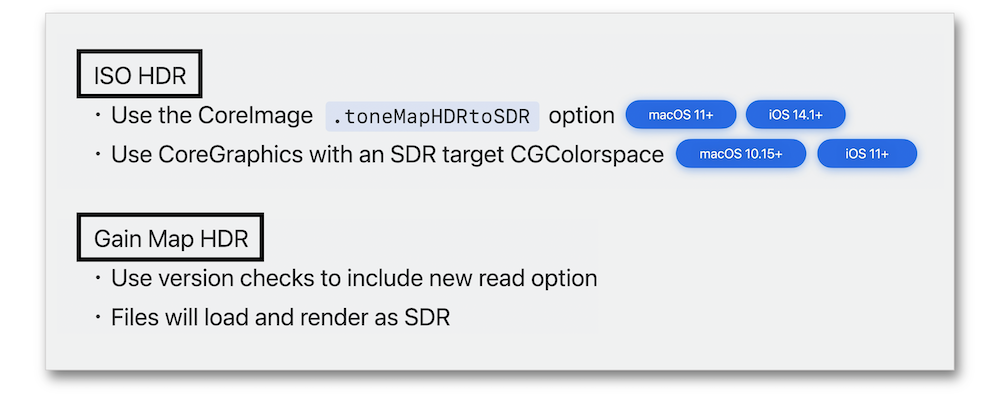 ISO HDR
· Use the CoreImage .toneMapHDRtoSDR option macOS 11+ iOS 14.1+
· Use CoreGraphics with an SDR target CGColorspace macOS 10.15+ iOS 11+
Gain Map HDR
· Use version checks to include new read option
· Files will load and render as SDR